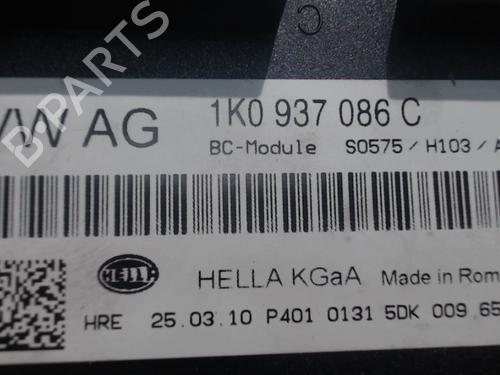 C
VW AG 1K0 937 086 C
BC-Module S0575/H103/A
HELLA
HELLA KGaA Made in Rom
HRE 25.03.10 P401 0131 5DK 009 65
B-PARTS